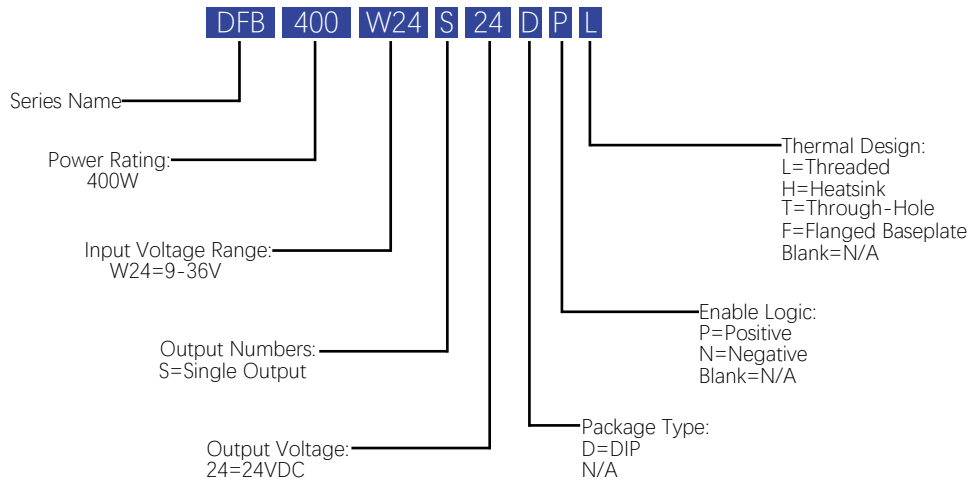 DFB 400 W24 S 24 D P L
Series Name
Power Rating:
400W
Input Voltage Range:
W24=9-36V
Output Numbers:
S=Single Output
Output Voltage:
24=24VDC
Thermal Design:
L=Threaded
H=Heatsink
T=Through-Hole
F=Flanged Baseplate
Blank=N/A
Enable Logic:
P=Positive
N=Negative
Blank=N/A
Package Type:
D=DIP
N/A